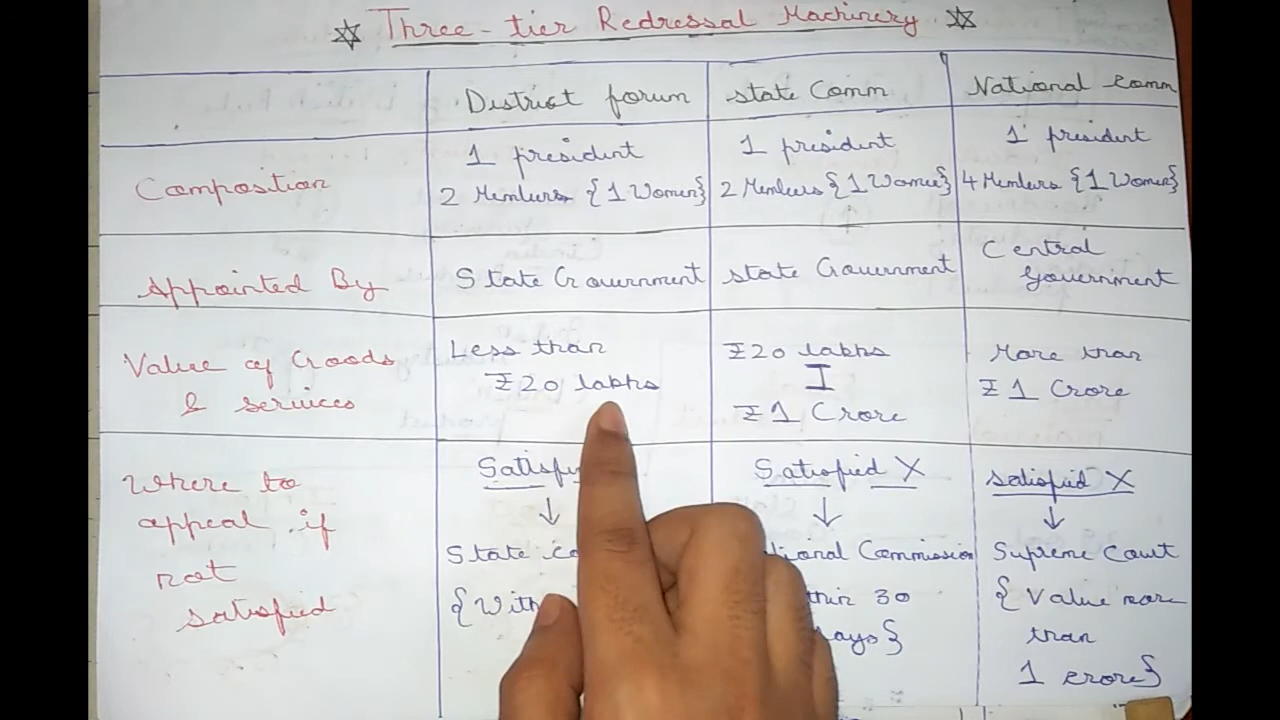 Three-tier Redressal Machinery
District forum
State Comm
National Comm
Composition
1 president
2 Members {1 Women}
1 president
2 Members {1 Women}
1 president
4 Members {1 Women}
Appointed By
State Government
State Government
Central
Government
Value of Goods
& services
Less than
₹20 lakhs
₹20 lakhs
₹1 Crore
More than
₹1 Crore
Where to
appeal if
not
satisfied
State
Satisfied X
Commission
30
Satisfied X
Supreme Court
{Value more
than
1 crore}